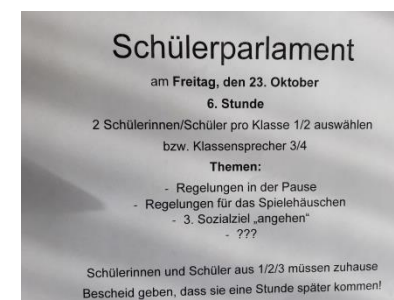 Schülerparlament
am Freitag, den 23. Oktober
6. Stunde
2 Schülerinnen/Schüler pro Klasse 1/2 auswählen
bzw. Klassensprecher 3/4
Themen:
- Regelungen in der Pause
- Regelungen für das Spielehäuschen
- 3. Sozialziel „angehen“
- ???
Schülerinnen und Schüler aus 1/2/3 müssen zuhause
Bescheid geben, dass sie eine Stunde später kommen!